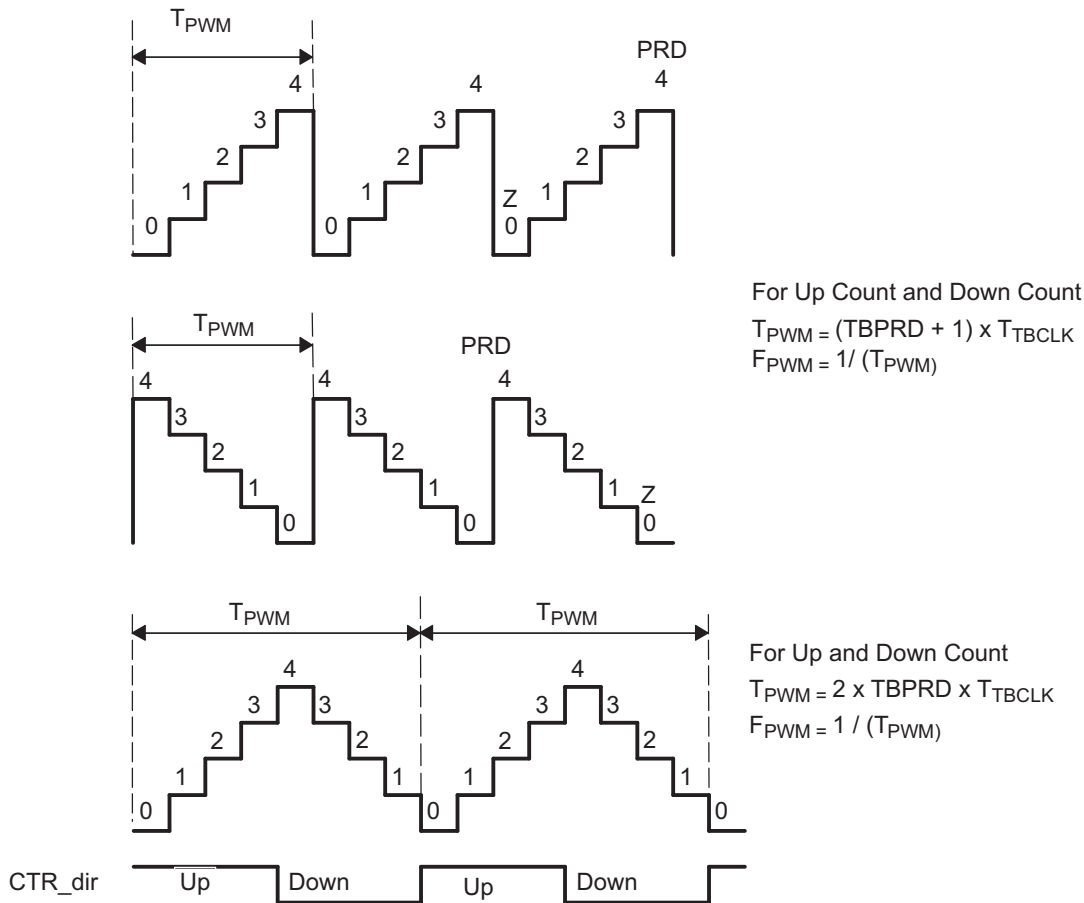 TPWM
PRD
4
4
4
3
3
3
2
2
2
1
1
Z
1
0
0
0
For Up Count and Down Count
TPWM = (TBPRD + 1) x TTBCLK
FPWM = 1/ (TPWM)
TPWM
PRD
4
4
4
3
3
3
2
2
2
1
1
1
Z
0
0
0
TPWM
TPWM
For Up and Down Count
TPWM = 2 x TBPRD x TTBCLK
FPWM = 1 / (TPWM)
4
4
3
3
3
3
2
2
2
2
1
1
1
1
0
0
0
CTR_dir
Up
Down
Up
Down